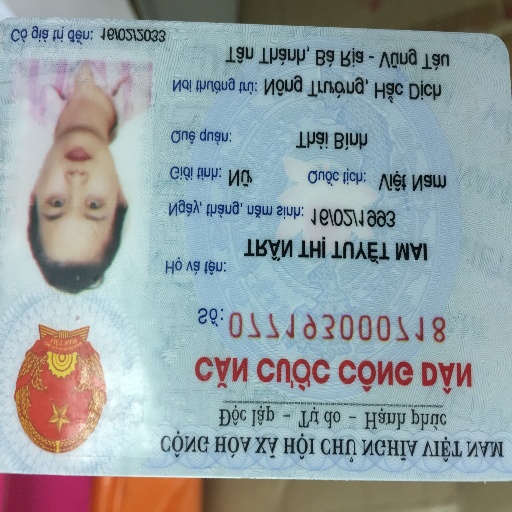 CỘNG HÒA XÃ HỘI CHỦ NGHĨA VIỆT NAM
Độc lập - Tự do - Hạnh phúc
CĂN CƯỚC CÔNG DÂN
Số: 077193000718
Họ và tên:
TRẦN THỊ TUYẾT MAI
Ngày, tháng, năm sinh: 16/02/1993
Giới tính: Nữ Quốc tịch: Việt Nam
Quê quán: Thái Bình
Nơi thường trú: Nông Trường, Hắc Dịch
Tân Thành, Bà Rịa - Vũng Tàu
Có giá trị đến: 16/02/2033